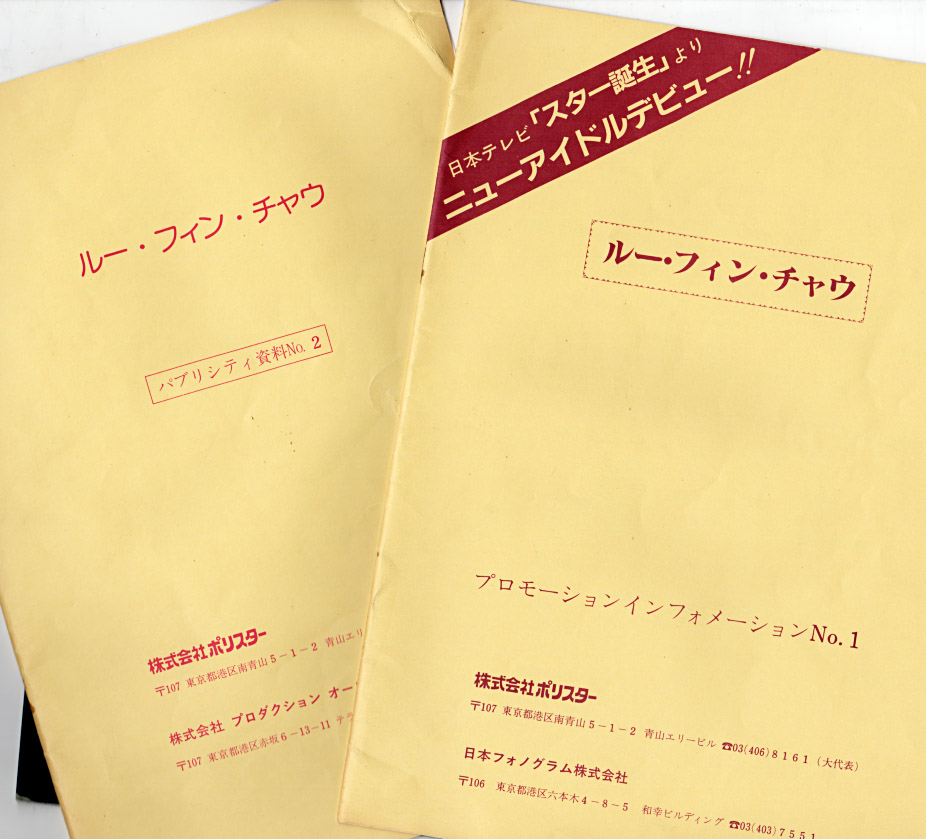 ルー・フィン・チャウ
パブリシティ資料No. 2
株式会社ポリスター
〒107 東京都港区南青山5-1-2 青山エリ
株式会社 プロダクション オー
〒107 東京都港区赤坂6-13-11 テラ
日本テレビ「スター誕生」より
ニューアイドルデビュー!!
ルー・フィン・チャウ
プロモーションインフォメーションNo. 1
株式会社ポリスター
〒107 東京都港区南青山5-1-2 青山エリービル ☎03(406)8161(大代表)
日本フォノグラム株式会社
〒106 東京都港区六本木4-8-5 和幸ビルディング ☎03(403)7551